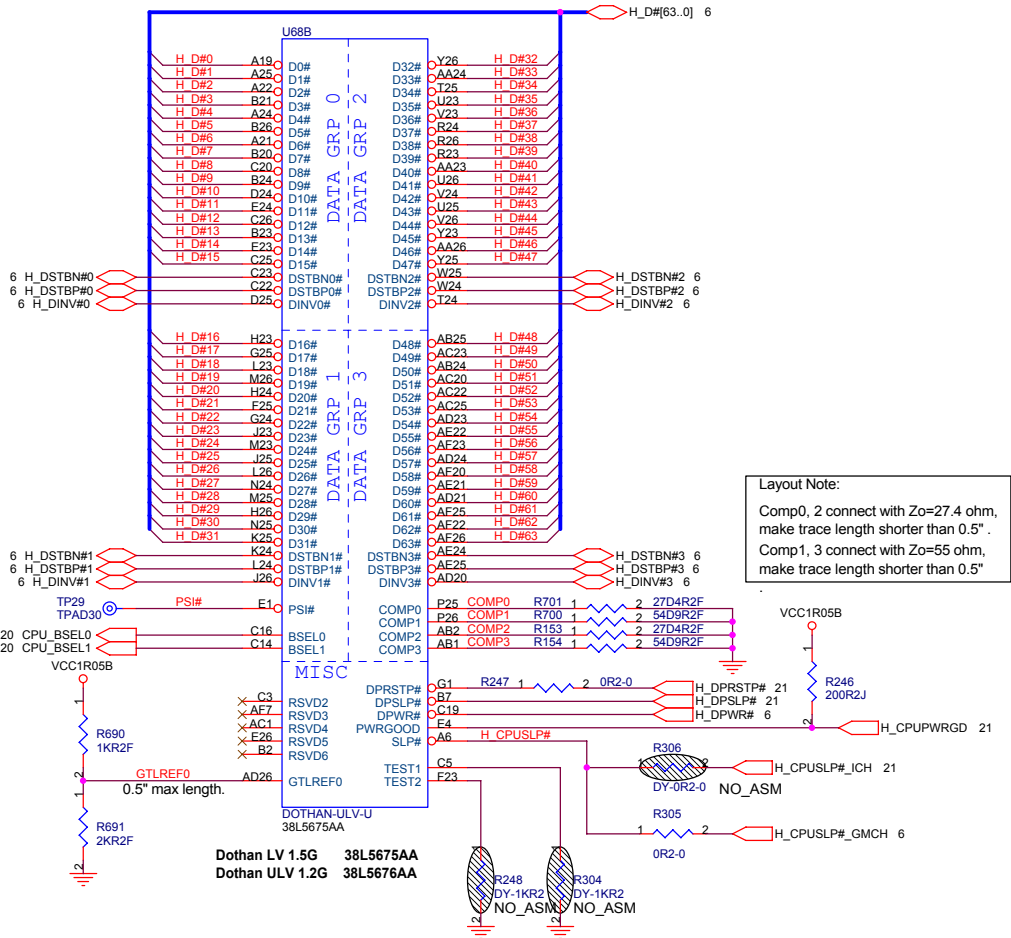 H_D#[63..0] 6
U68B
H_D#0 A19 D0# D32# Y26 H_D#32
H_D#1 A25 D1# D33# AA24 H_D#33
H_D#2 A22 D2# D34# T25 H_D#34
H_D#3 B21 D3# D35# U23 H_D#35
H_D#4 A24 D4# D36# V23 H_D#36
H_D#5 B26 D5# D37# R24 H_D#37
H_D#6 A21 D6# D38# R26 H_D#38
H_D#7 B20 D7# D39# R23 H_D#39
H_D#8 C20 D8# D40# AA23 H_D#40
H_D#9 B24 D9# D41# U26 H_D#41
H_D#10 D24 D10# D42# V24 H_D#42
H_D#11 E24 D11# D43# U25 H_D#43
H_D#12 C26 D12# D44# V26 H_D#44
H_D#13 B23 D13# D45# Y23 H_D#45
H_D#14 E23 D14# D46# AA26 H_D#46
H_D#15 C25 D15# D47# Y25 H_D#47
DATA GRP 0
DATA GRP 2
6 H_DSTBN#0 C23 DSTBN0# DSTBN2# W25 H_DSTBN#2 6
6 H_DSTBP#0 C22 DSTBP0# DSTBP2# W24 H_DSTBP#2 6
6 H_DINV#0 D25 DINV0# DINV2# T24 H_DINV#2 6
H_D#16 H23 D16# D48# AB25 H_D#48
H_D#17 G25 D17# D49# AC23 H_D#49
H_D#18 L23 D18# D50# AB24 H_D#50
H_D#19 M26 D19# D51# AC20 H_D#51
H_D#20 H24 D20# D52# AC22 H_D#52
H_D#21 F25 D21# D53# AC25 H_D#53
H_D#22 G24 D22# D54# AD23 H_D#54
H_D#23 J23 D23# D55# AE22 H_D#55
H_D#24 M23 D24# D56# AF23 H_D#56
H_D#25 J25 D25# D57# AD24 H_D#57
H_D#26 L26 D26# D58# AF20 H_D#58
H_D#27 N24 D27# D59# AE21 H_D#59
H_D#28 M25 D28# D60# AD21 H_D#60
H_D#29 H26 D29# D61# AF25 H_D#61
H_D#30 N25 D30# D62# AF22 H_D#62
H_D#31 K25 D31# D63# AF26 H_D#63
DATA GRP 1
DATA GRP 3
6 H_DSTBN#1 K24 DSTBN1# DSTBN3# AE24 H_DSTBN#3 6
6 H_DSTBP#1 L24 DSTBP1# DSTBP3# AE25 H_DSTBP#3 6
6 H_DINV#1 J26 DINV1# DINV3# AD20 H_DINV#3 6
Layout Note:
Comp0, 2 connect with Zo=27.4 ohm,
make trace length shorter than 0.5" .
Comp1, 3 connect with Zo=55 ohm,
make trace length shorter than 0.5"
.
TP29
TPAD30
PSI# E1 PSI# COMP0 P25 COMP0 R701 1 2 27D4R2F
COMP1 P26 COMP1 R700 1 2 54D9R2F
20 CPU_BSEL0 C16 BSEL0 COMP2 AB2 COMP2 R153 1 2 27D4R2F
20 CPU_BSEL1 C14 BSEL1 COMP3 AB1 COMP3 R154 1 2 54D9R2F
VCC1R05B
VCC1R05B
MISC
1
R246
200R2J
2
DPRSTP# G1 R247 1 2 0R2-0 H_DPRSTP# 21
DPSLP# B7 H_DPSLP# 21
DPWR# C19 H_DPWR# 6
PWRGOOD E4 H_CPUPWRGD 21
SLP# A6 H_CPUSLP#
C3 RSVD2
AF7 RSVD3
AC1 RSVD4
E26 RSVD5
B2 RSVD6
1
R690
1KR2F
2
GTLREF0 AD26 GTLREF0
0.5" max length.
1
R691
2KR2F
2
TEST1 C5
TEST2 F23
R306
1 2 H_CPUSLP#_ICH 21
DY-0R2-0 NO_ASM
R305
1 2 H_CPUSLP#_GMCH 6
0R2-0
DOTHAN-ULV-U
38L5675AA
Dothan LV 1.5G 38L5675AA
Dothan ULV 1.2G 38L5676AA
1
R248
DY-1KR2
NO_ASM
2
1
R304
DY-1KR2
NO_ASM
2